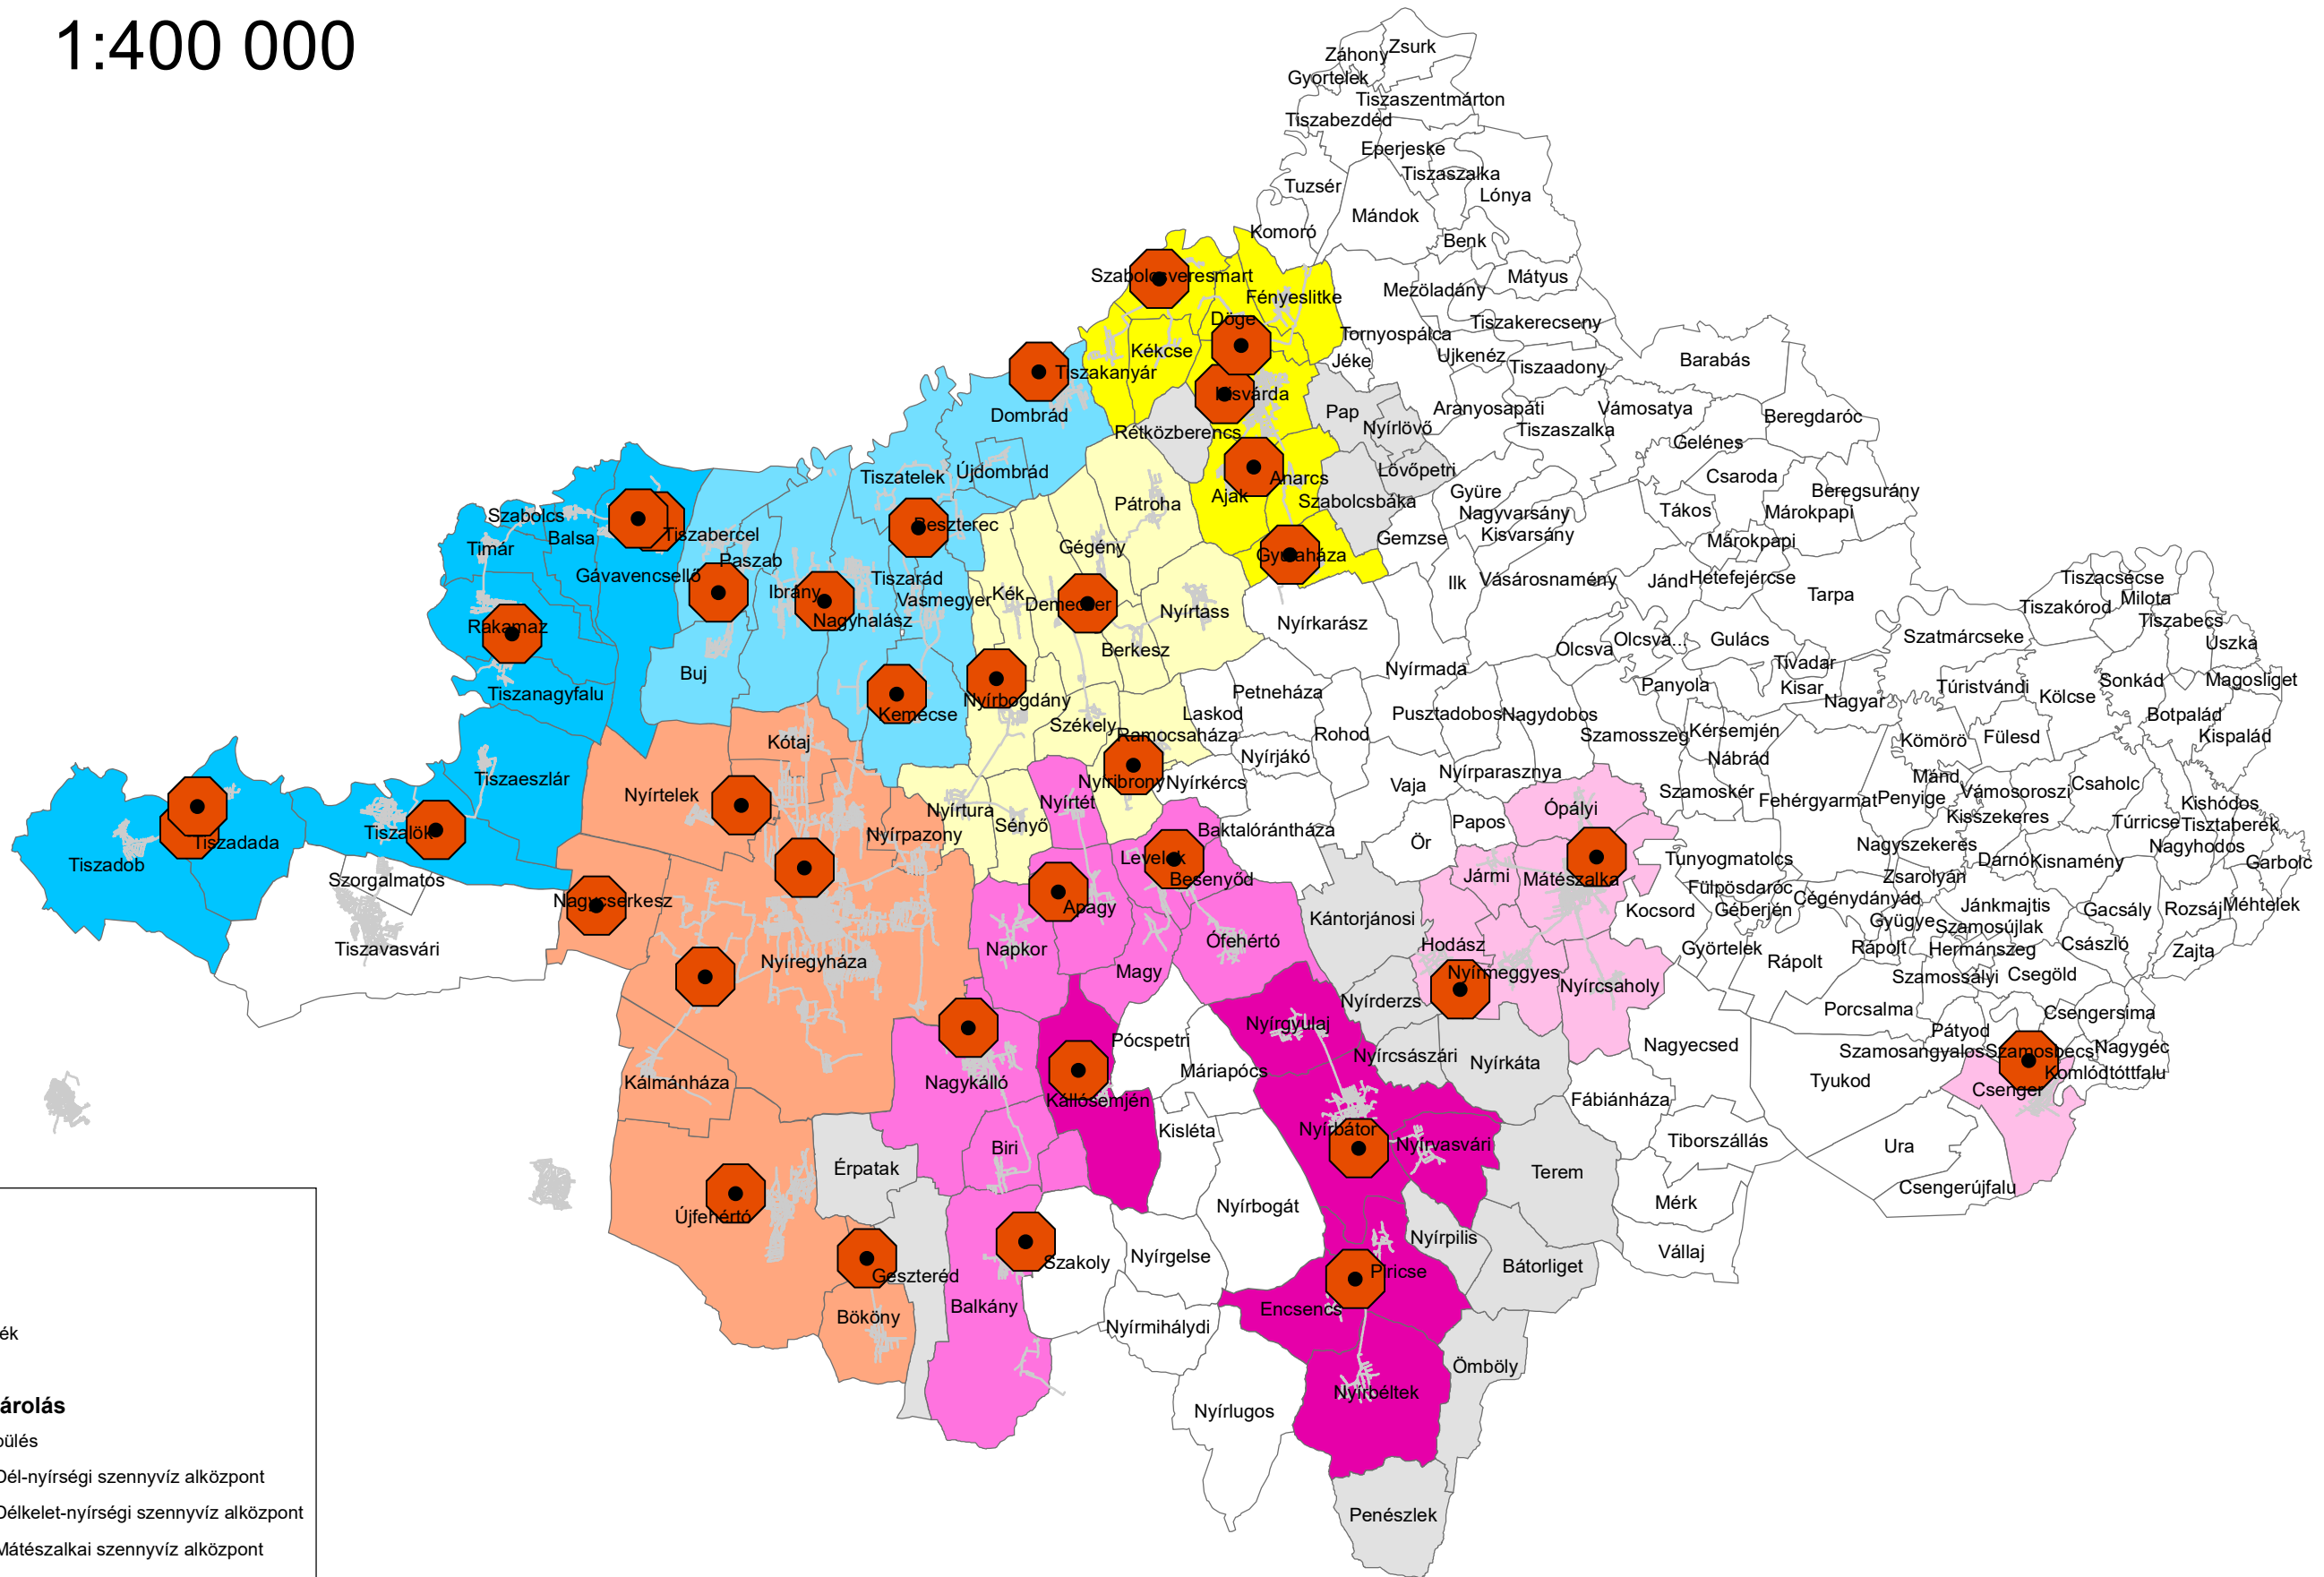 1:400 000
Záhony
Zsurk
Györtelek
Tiszaszentmárton
Tiszabezdéd
Eperjeske
Tiszaszalka
Tuzsér
Lónya
Mándok
Komoró
Benk
Szabolcsveresmart
Mátyus
Fényeslitke
Mezöladány
Döge
Tiszakerecseny
Tornyospálca
Kékcse
Ujkenéz
Jéke
Barabás
Tiszakanyár
Tiszaadony
Kisvárda
Dombrád
Pap
Aranyosapáti
Vámosatya
Beregdaróc
Rétközberencs
Nyírlövő
Tiszaszalka
Gelénes
Tiszatelek
Újdombrád
Lövőpetri
Anarcs
Csaroda
Ajak
Pátroha
Szabolcsbáka
Gyüre
Beregsurány
Szabolcs
Nagyvarsány
Tákos
Márokpapi
Beszterec
Tiszabercel
Balsa
Kisvarsány
Gemzse
Márokpapi
Timár
Gégény
Gyulaháza
Paszab
Gávavencsellő
Tiszarád
Ilk
Vásárosnamény
Jánd
Hetefejércse
Tiszacsécse
Ibrány
Vasmegyer
Kék
Demecser
Tarpa
Milota
Nyírtass
Tiszakórod
Nagyhalász
Nyírkarász
Tiszabecs
Rakamaz
Olcsva...
Gulács
Szatmárcseke
Uszka
Berkesz
Olcsva
Buj
Nyírmada
Tivadar
Tiszanagyfalu
Petneháza
Panyola
Kisar
Túristvándi
Sonkád
Magosliget
Nyírbogdány
Nagyar
Kölcse
Kemecse
Laskod
Pusztadobos
Nagydobos
Botpalád
Székely
Ramocsaháza
Rohod
Szamosszeg
Kérsemjén
Kispalád
Kótaj
Kömörö
Fülesd
Nyírjákó
Nábrád
Tiszaeszlár
Nyíribrony
Nyírkércs
Nyírparasznya
Mánd
Csaholc
Nyírtelek
Nyírtét
Vaja
Szamoskér
Fehérgyarmat
Penyige
Vámosoroszi
Kishódos
Nyírtura
Ópályi
Kisszekeres
Sényő
Papos
Túrricse
Tisztaberek
Tiszalök
Nyírpazony
Baktalórántháza
Ör
Nagyszekeres
Nagyhodos
Tiszadada
Levelek
Tunyogmatolcs
Darnó
Kisnamény
Garbolc
Tiszadob
Besenyőd
Jármi
Mátészalka
Zsarolyán
Szorgalmatos
Fülpösdaróc
Cégénydányád
Nagycserkesz
Apagy
Kántorjánosi
Kocsord
Géberjén
Jánkmajtis
Gacsály
Rozsáj
Méhtelek
Gyügye
Szamosújlak
Tiszavasvári
Napkor
Ófehértó
Hodász
Györtelek
Rápolt
Hermánszeg
Császló
Zajta
Nyíregyháza
Magy
Nyírmeggyes
Rápolt
Szamossályi
Csegöld
Nyírcsaholy
Nyírderzs
Porcsalma
Csengersima
Nyírgyulaj
Pátyod
Pócspetri
Nagyecsed
Szamosangyalos
Szamosbecs
Nagygéc
Nyírcsászári
Nyírkáta
Kálmánháza
Nagykálló
Máriapócs
Tyukod
Komlódtótfalu
Kállósemjén
Fábiánháza
Csenger
Nyírbátor
Kisléta
Tiborszállás
Biri
Nyírvasvári
Ura
Érpatak
Terem
Csengerújfalu
Újfehértó
Nyírbogát
Mérk
Nyírpilis
Vállaj
Geszteréd
Szakoly
Nyírgelse
Piricse
Bátorliget
Bököny
Balkány
Encsencs
Nyírmihálydi
ék
Ömböly
Nyírbéltek
árolás
Nyírlugos
pülés
Dél-nyírségi szennyvíz alközpont
Délkelet-nyírségi szennyvíz alközpont
Penészlek
Mátészalkai szennyvíz alközpont